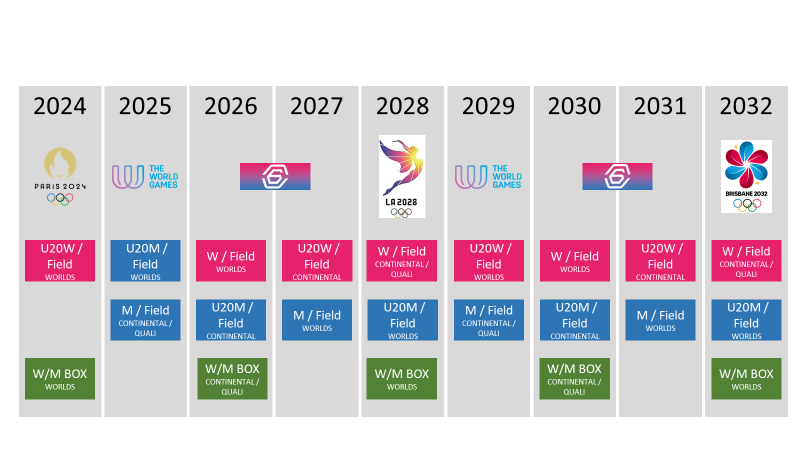 2024 2025 2026 2027 2028 2029 2030 2031 2032
PARIS 2024
THE
WORLD
GAMES
LA28
THE
WORLD
GAMES
BRISBANE 2032
U20W /
Field
WORLDS
U20M /
Field
WORLDS
W / Field
WORLDS
U20W /
Field
CONTINENTAL
W / Field
CONTINENTAL /
QUALI
U20W /
Field
WORLDS
W / Field
WORLDS
U20W /
Field
CONTINENTAL
W / Field
CONTINENTAL /
QUALI
M / Field
CONTINENTAL /
QUALI
U20M /
Field
CONTINENTAL
M / Field
WORLDS
U20M /
Field
WORLDS
M / Field
CONTINENTAL /
QUALI
U20M /
Field
CONTINENTAL
M / Field
WORLDS
U20M /
Field
WORLDS
W/M BOX
WORLDS
W/M BOX
CONTINENTAL /
QUALI
W/M BOX
WORLDS
W/M BOX
CONTINENTAL /
QUALI
W/M BOX
WORLDS